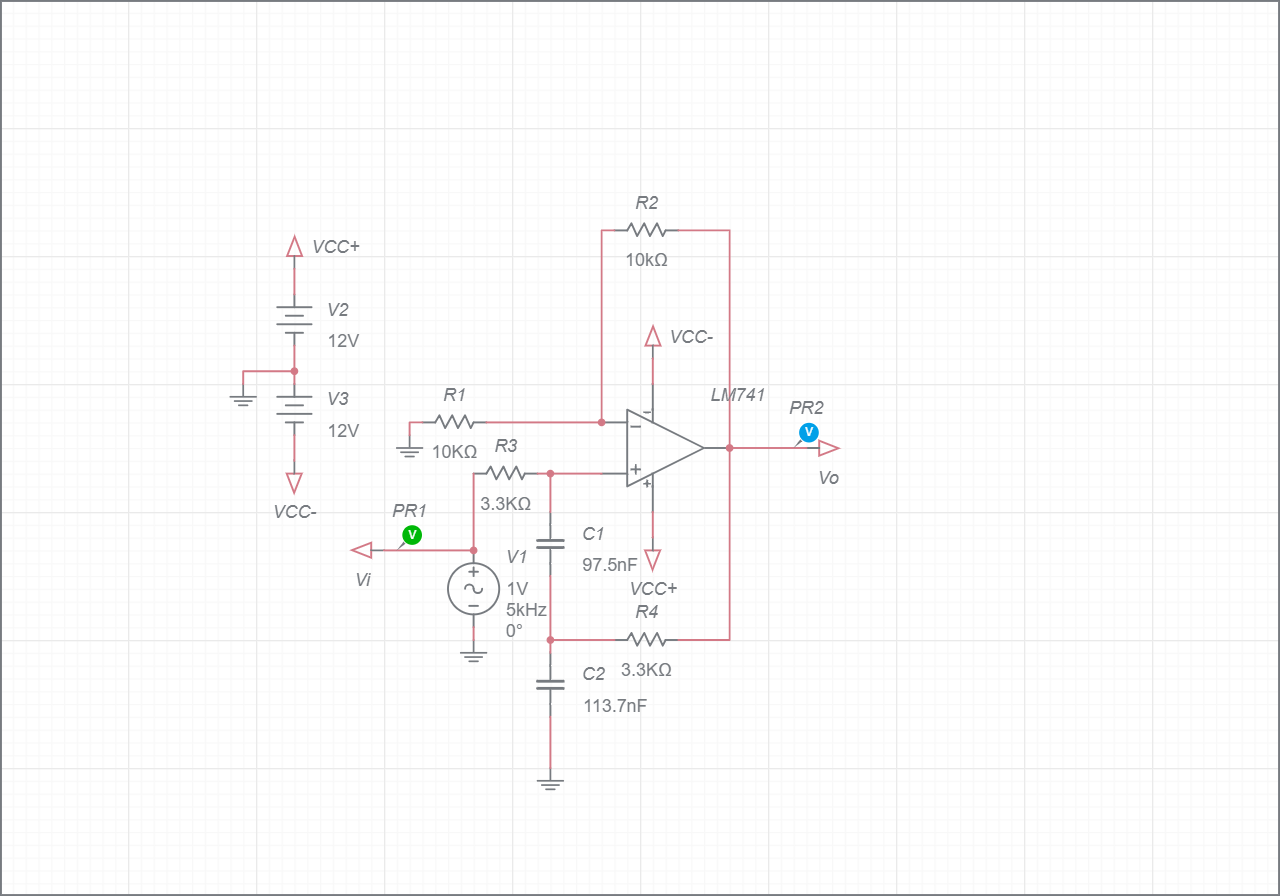 R2
10kΩ
VCC+
V2
12V
VCC-
V3
12V
R1
10KΩ
LM741
PR2
V
Vo
R3
3.3KΩ
VCC-
PR1
V
Vi
V1
1V
5kHz
0°
C1
97.5nF
VCC+
R4
3.3KΩ
C2
113.7nF